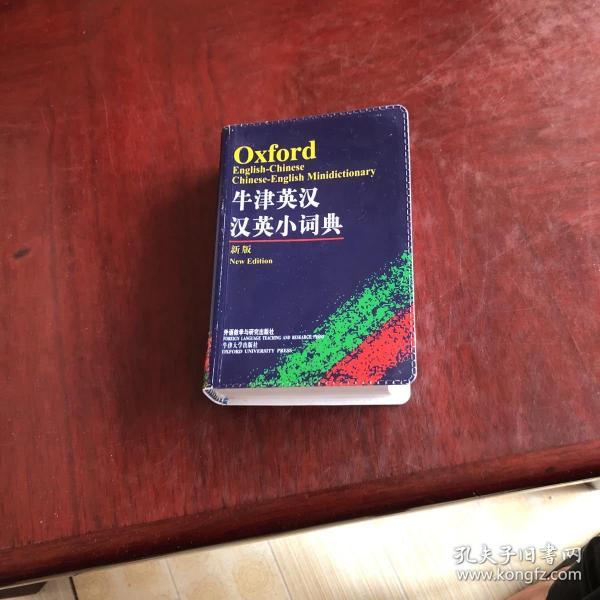 Oxford
English-Chinese
Chinese-English Minidictionary
牛津英汉
汉英小词典
新版
New Edition
外语教学与研究出版社
FOREIGN LANGUAGE TEACHING AND RESEARCH PRESS
牛津大学出版社
OXFORD UNIVERSITY PRESS
孔夫子旧書网
www.kongfz.com